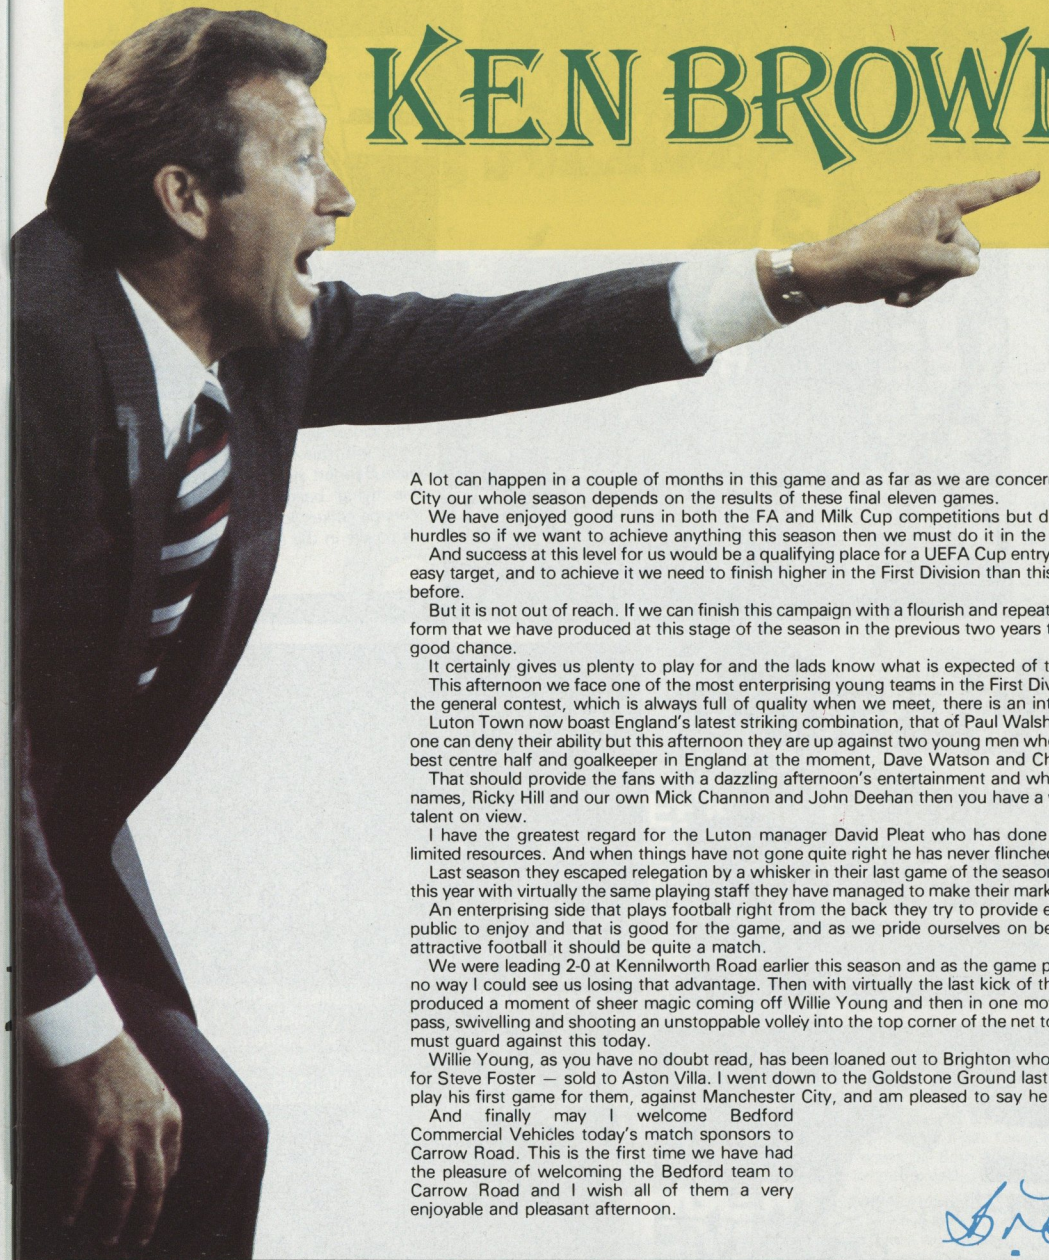 KEN BROWN
A lot can happen in a couple of months in this game and as far as we are concer
City our whole season depends on the results of these final eleven games.
We have enjoyed good runs in both the FA and Milk Cup competitions but d
hurdles so if we want to achieve anything this season then we must do it in the
And success at this level for us would be a qualifying place for a UEFA Cup entry
easy target, and to achieve it we need to finish higher in the First Division than this
before.
But it is not out of reach. If we can finish this campaign with a flourish and repeat
form that we have produced at this stage of the season in the previous two years t
good chance.
It certainly gives us plenty to play for and the lads know what is expected of t
This afternoon we face one of the most enterprising young teams in the First Div
the general contest, which is always full of quality when we meet, there is an int
Luton Town now boast England's latest striking combination, that of Paul Walsh
one can deny their ability but this afternoon they are up against two young men who
best centre half and goalkeeper in England at the moment, Dave Watson and Ch
That should provide the fans with a dazzling afternoon's entertainment and wh
names, Ricky Hill and our own Mick Channon and John Deehan then you have a
talent on view.
I have the greatest regard for the Luton manager David Pleat who has done
limited resources. And when things have not gone quite right he has never flinched
Last season they escaped relegation by a whisker in their last game of the season
this year with virtually the same playing staff they have managed to make their mark
An enterprising side that plays football right from the back they try to provide e
public to enjoy and that is good for the game, and as we pride ourselves on be
attractive football it should be quite a match.
We were leading 2-0 at Kennilworth Road earlier this season and as the game p
no way I could see us losing that advantage. Then with virtually the last kick of th
produced a moment of sheer magic coming off Willie Young and then in one mo
pass, swivelling and shooting an unstoppable volley into the top corner of the net to
must guard against this today.
Willie Young, as you have no doubt read, has been loaned out to Brighton who
for Steve Foster — sold to Aston Villa. I went down to the Goldstone Ground last
play his first game for them, against Manchester City, and am pleased to say he
And finally may I welcome Bedford
Commercial Vehicles today's match sponsors to
Carrow Road. This is the first time we have had
the pleasure of welcoming the Bedford team to
Carrow Road and I wish all of them a very
enjoyable and pleasant afternoon.